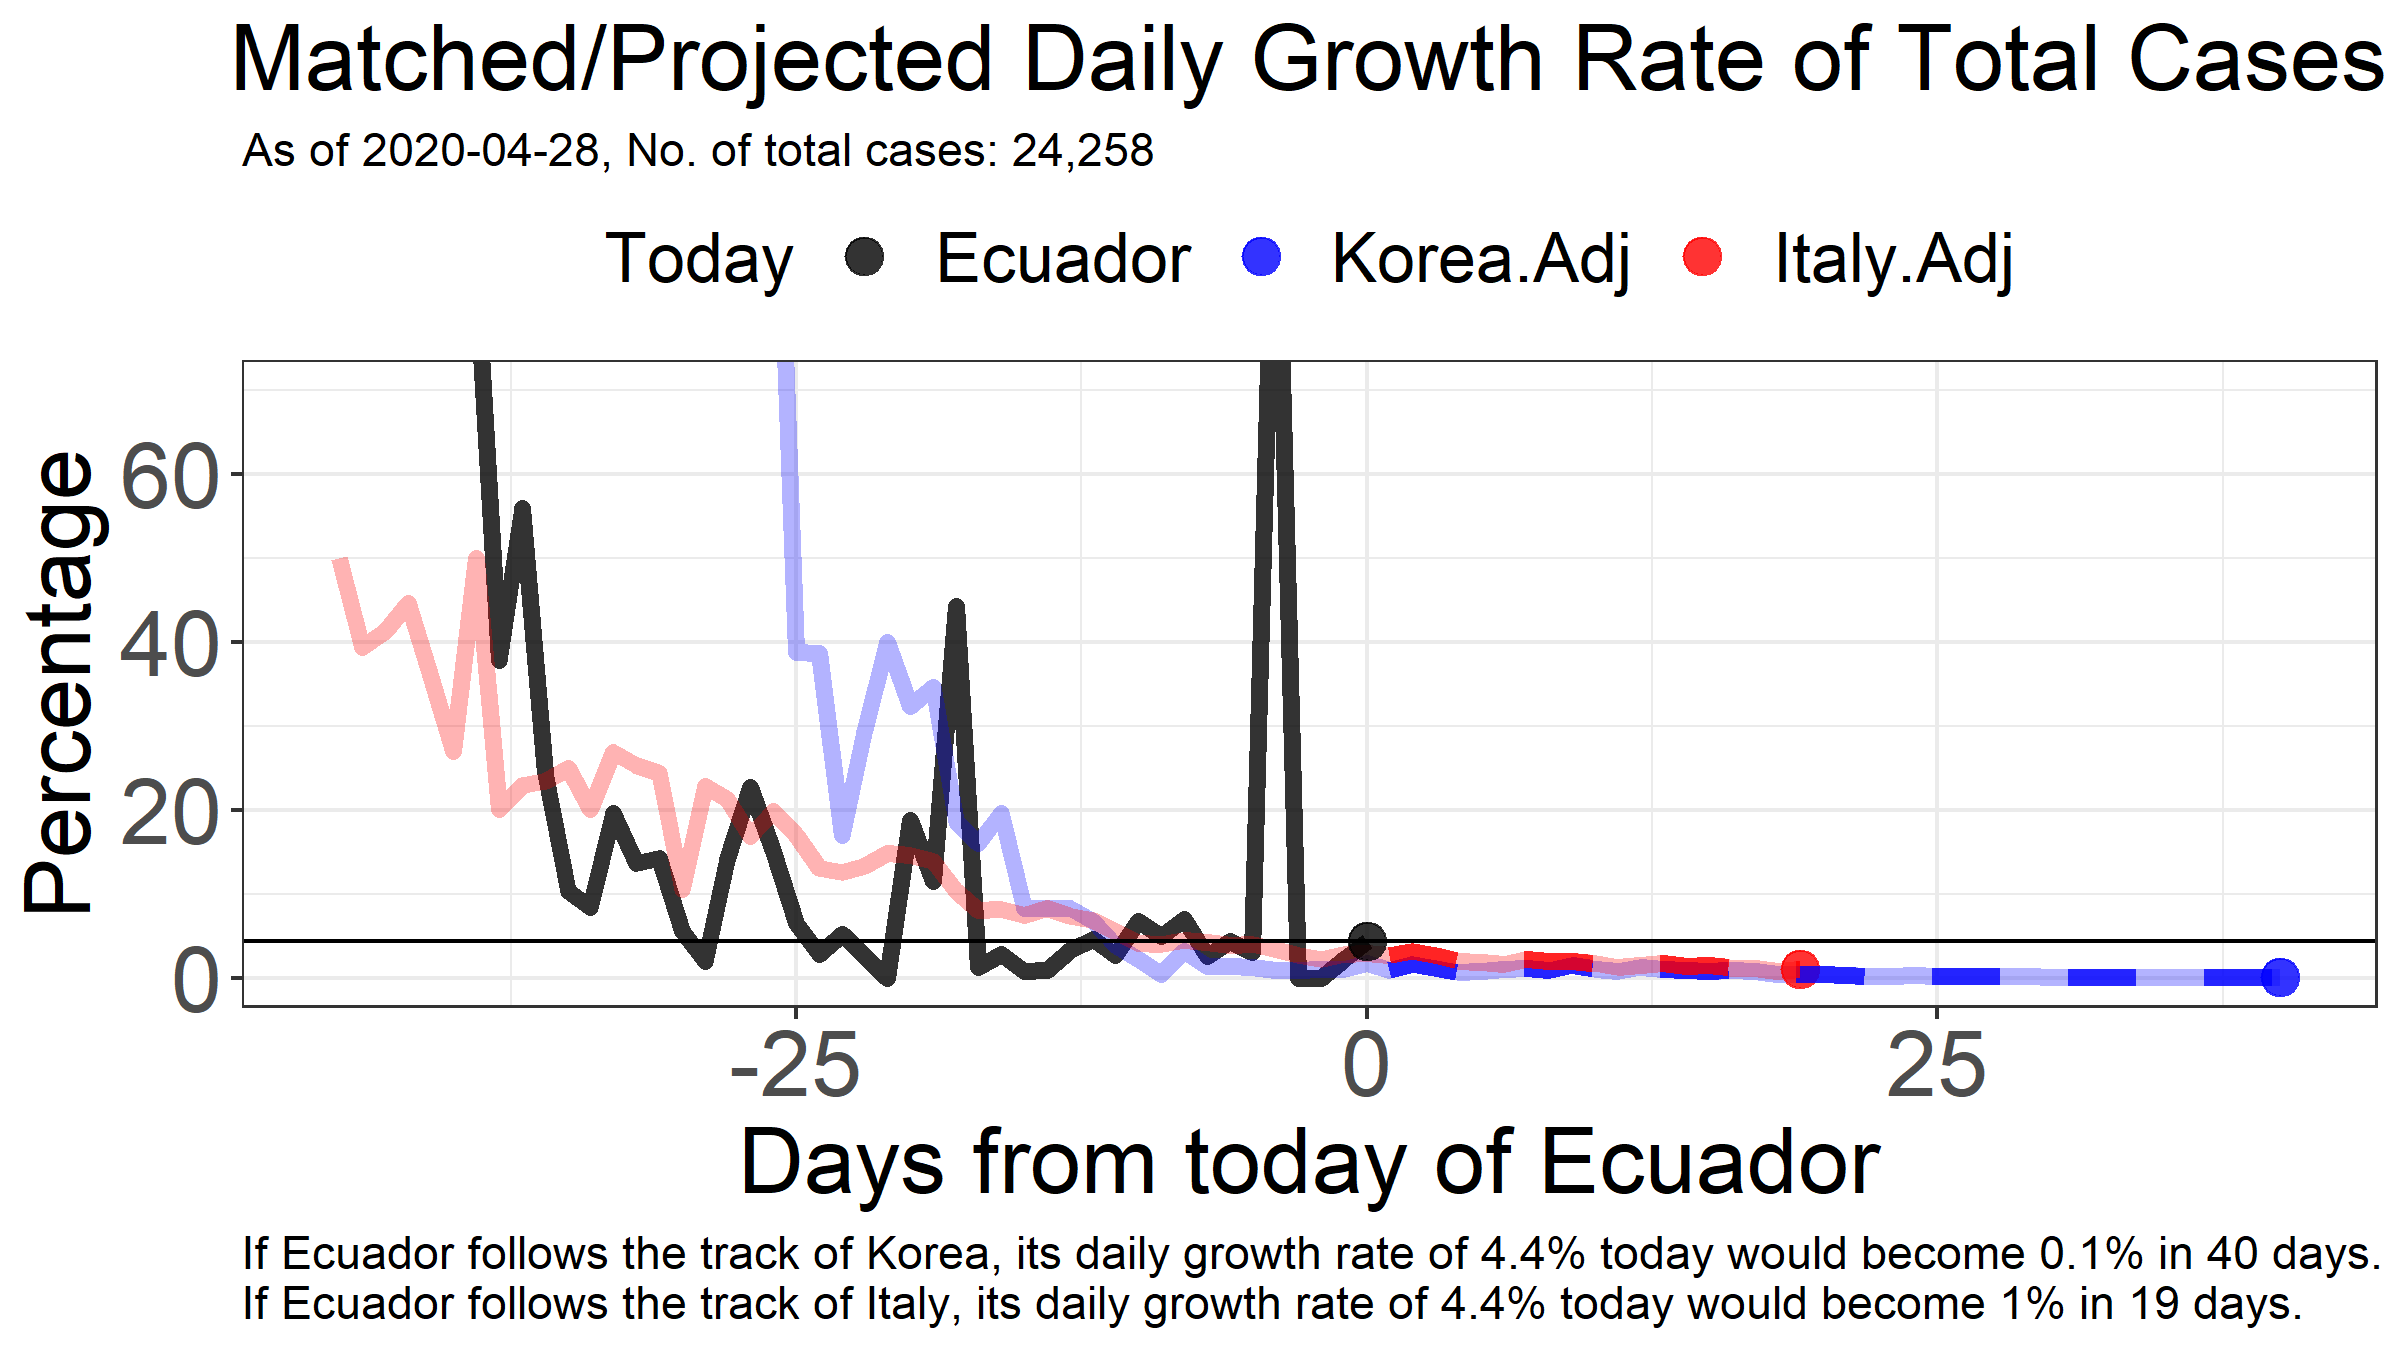 Matched/Projected Daily Growth Rate of Total Cases
As of 2020-04-28, No. of total cases: 24,258
Today Ecuador Korea.Adj Italy.Adj
Percentage
60
40
20
0
-25 0 25
Days from today of Ecuador
If Ecuador follows the track of Korea, its daily growth rate of 4.4% today would become 0.1% in 40 days.
If Ecuador follows the track of Italy, its daily growth rate of 4.4% today would become 1% in 19 days.